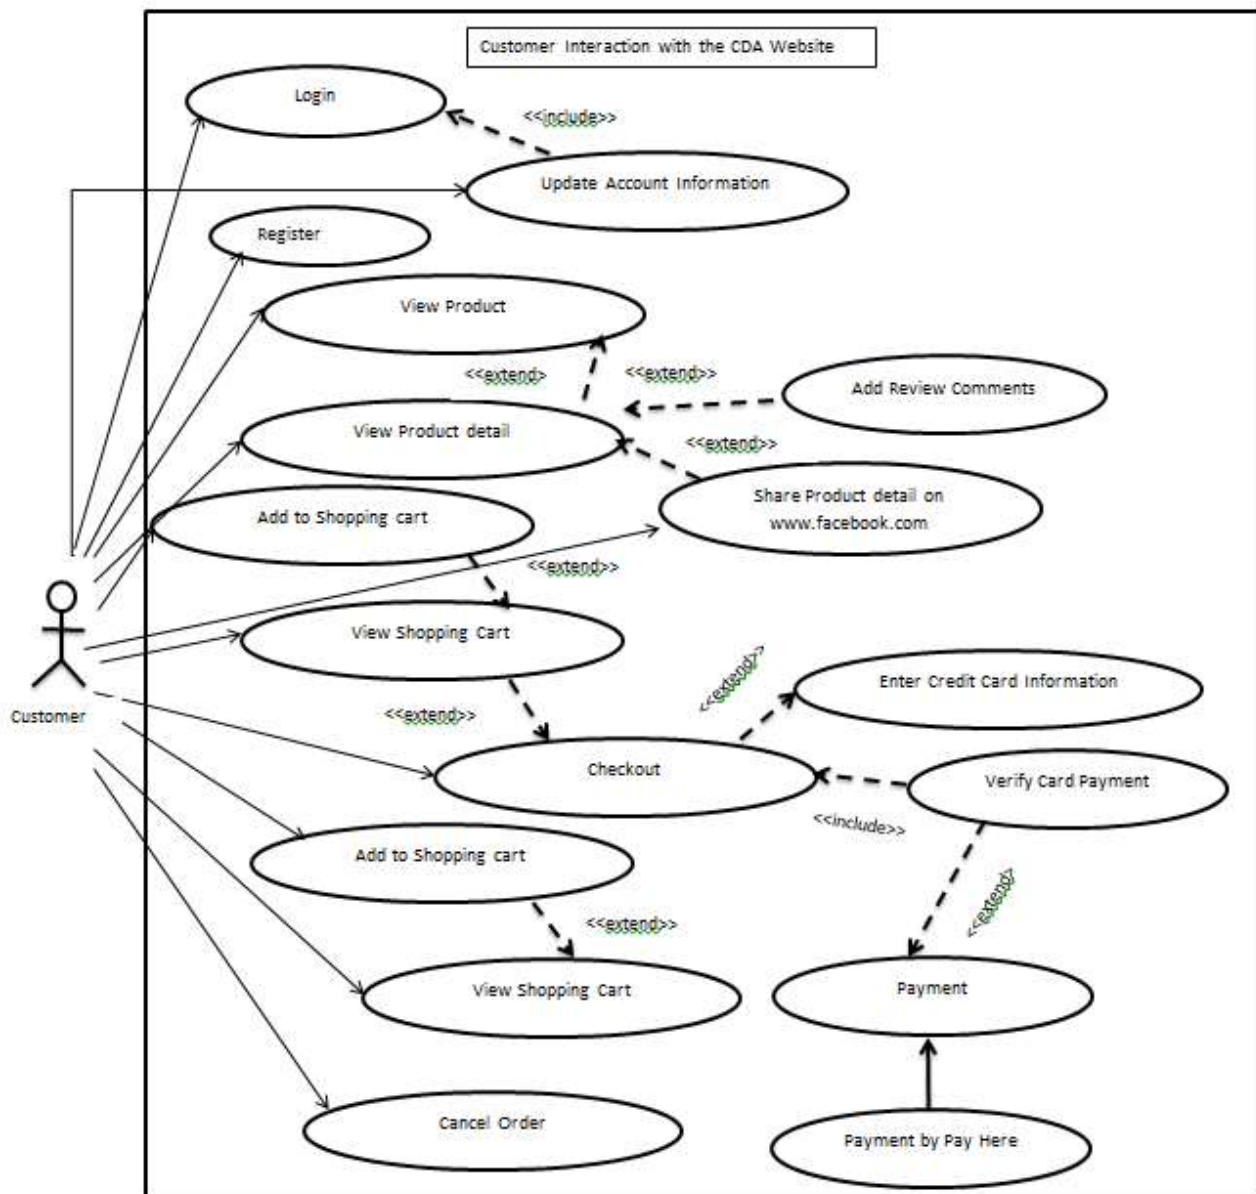 Customer Interaction with the CDA Website
Login
<<include>>
Update Account Information
Register
View Product
<<extend>
<<extend>>
Add Review Comments
View Product detail
<<extend>>
Share Product detail on
www.facebook.com
Add to Shopping cart
<<extend>>
View Shopping Cart
<<extend>>
Enter Credit Card Information
Customer
<<extend>>
Checkout
Verify Card Payment
<<include>>
Add to Shopping cart
<<extend>
<<extend>>
View Shopping Cart
Payment
Cancel Order
Payment by Pay Here